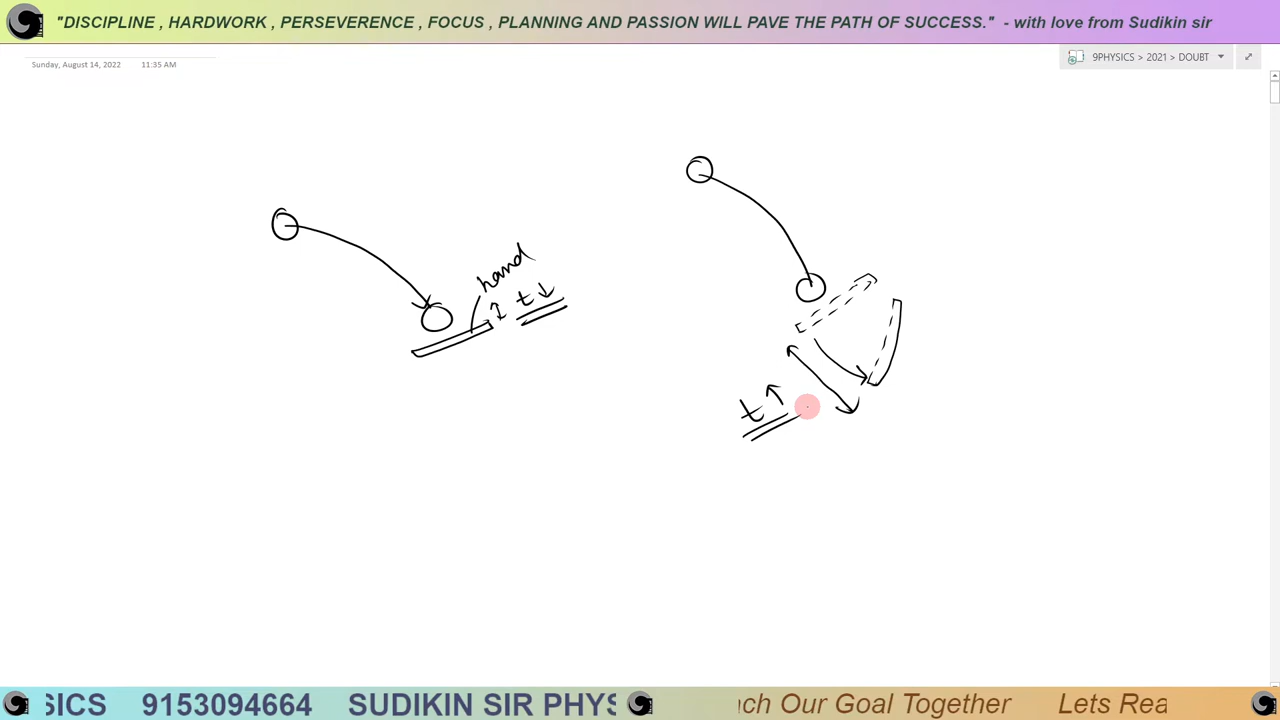 "DISCIPLINE , HARDWORK , PERSEVERENCE , FOCUS , PLANNING AND PASSION WILL PAVE THE PATH OF SUCCESS." - with love from Sudikin sir
Sunday, August 14, 2022 11:35 AM
9PHYSICS > 2021 > DOUBT
hand
t↓
t↑
SICS 9153094664 SUDIKIN SIR PHYS
ach Our Goal Together Lets Rea